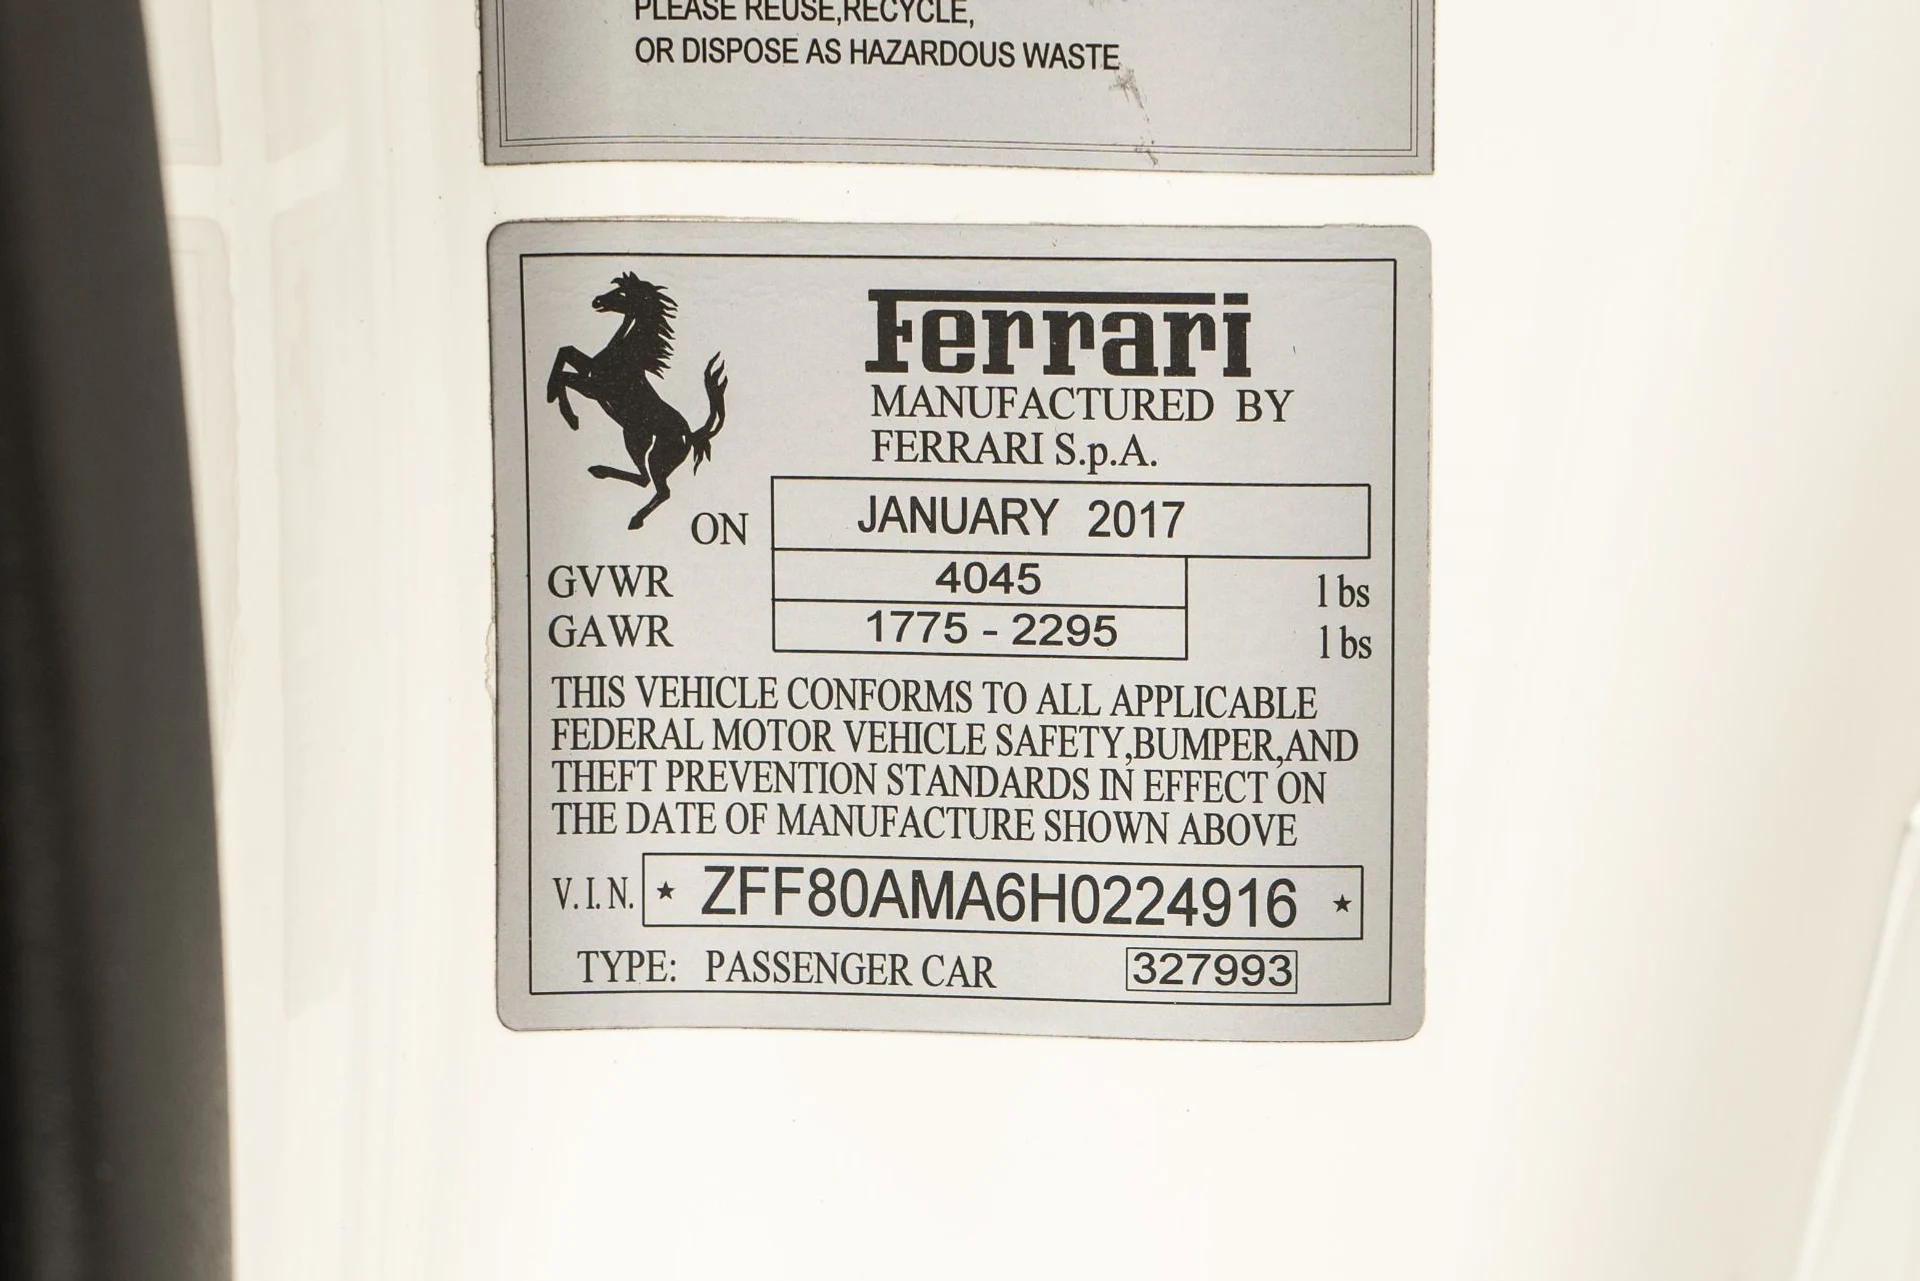 PLEASE REUSE,RECYCLE,
OR DISPOSE AS HAZARDOUS WASTE
Ferrari
MANUFACTURED BY
FERRARI S.p.A.
ON JANUARY 2017
GVWR 4045 lbs
GAWR 1775 - 2295 lbs
THIS VEHICLE CONFORMS TO ALL APPLICABLE
FEDERAL MOTOR VEHICLE SAFETY,BUMPER,AND
THEFT PREVENTION STANDARDS IN EFFECT ON
THE DATE OF MANUFACTURE SHOWN ABOVE
V.I.N. ★ ZFF80AMA6H0224916 ★
TYPE: PASSENGER CAR 327993